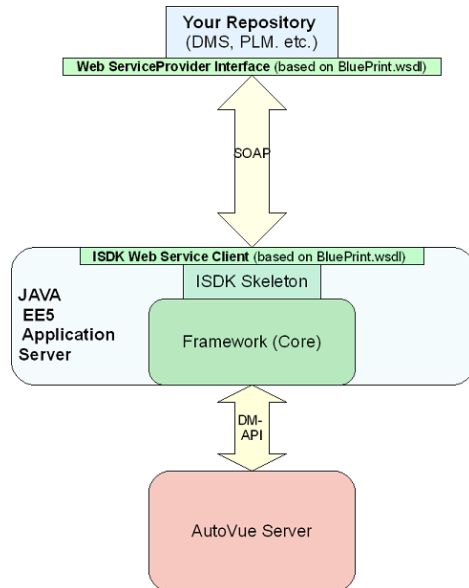 Your Repository
(DMS, PLM. etc.)
Web ServiceProvider Interface (based on BluePrint.wsdl)
SOAP
ISDK Web Service Client (based on BluePrint.wsdl)
ISDK Skeleton
JAVA
EE5
Application
Server
Framework (Core)
DM-
API
AutoVue Server